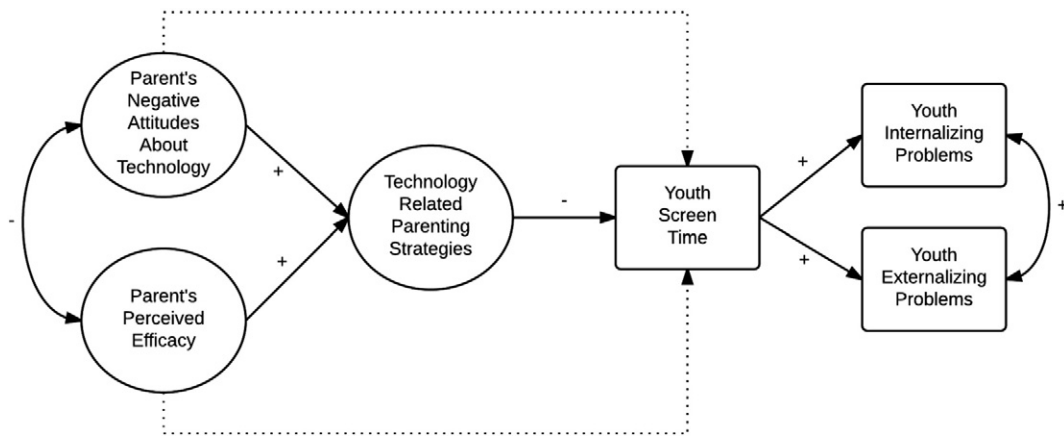 Parent's
Negative
Attitudes
About
Technology
-
+
Parent's
Perceived
Efficacy
+
Technology
Related
Parenting
Strategies
-
Youth
Screen
Time
+
+
Youth
Internalizing
Problems
Youth
Externalizing
Problems
+